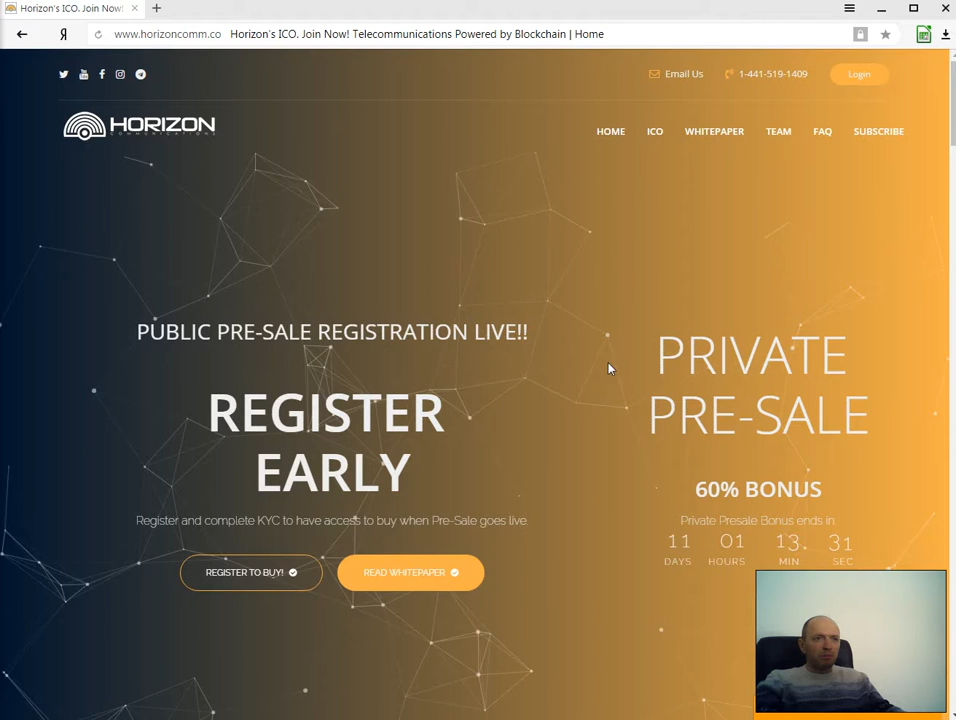 Horizon's ICO. Join Now!
www.horizoncomm.co Horizon's ICO. Join Now! Telecommunications Powered by Blockchain | Home
Email Us 1-441-519-1409 Login
HORIZON
COMMUNICATIONS
HOME ICO WHITEPAPER TEAM FAQ SUBSCRIBE
PUBLIC PRE-SALE REGISTRATION LIVE!!
REGISTER
EARLY
Register and complete KYC to have access to buy when Pre-Sale goes live.
REGISTER TO BUY! READ WHITEPAPER
PRIVATE
PRE-SALE
60% BONUS
Private Presale Bonus ends in
11 01 13 31
DAYS HOURS MIN SEC